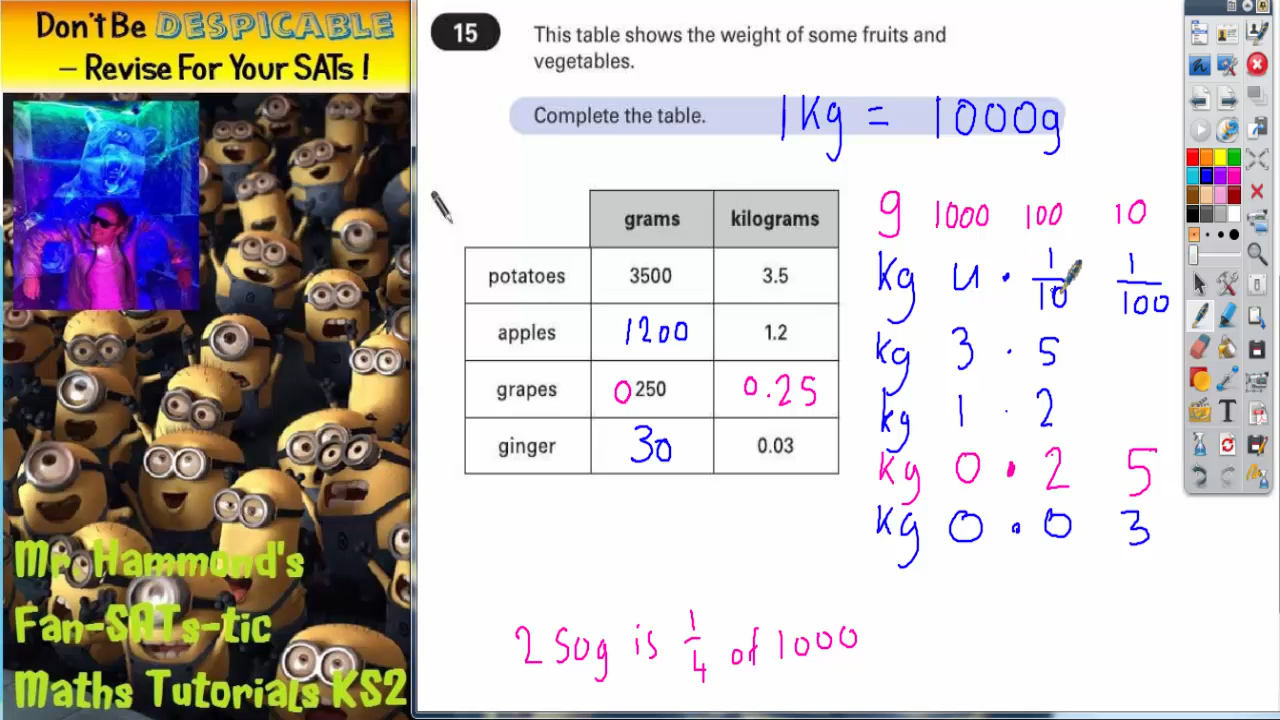 Don't Be DESPICABLE
– Revise For Your SATs !
Mr. Hammond's
Fan-SATs-tic
Maths Tutorials KS2
15
This table shows the weight of some fruits and
vegetables.
Complete the table.
1Kg = 1000g
grams kilograms
potatoes 3500 3.5
apples 1200 1.2
grapes 0250 0.25
ginger 30 0.03
g 1000 100 10
kg u . 1/10 1/100
kg 3 . 5
kg 1 . 2
kg 0 . 2 5
kg 0 . 0 3
250g is 1/4 of 1000